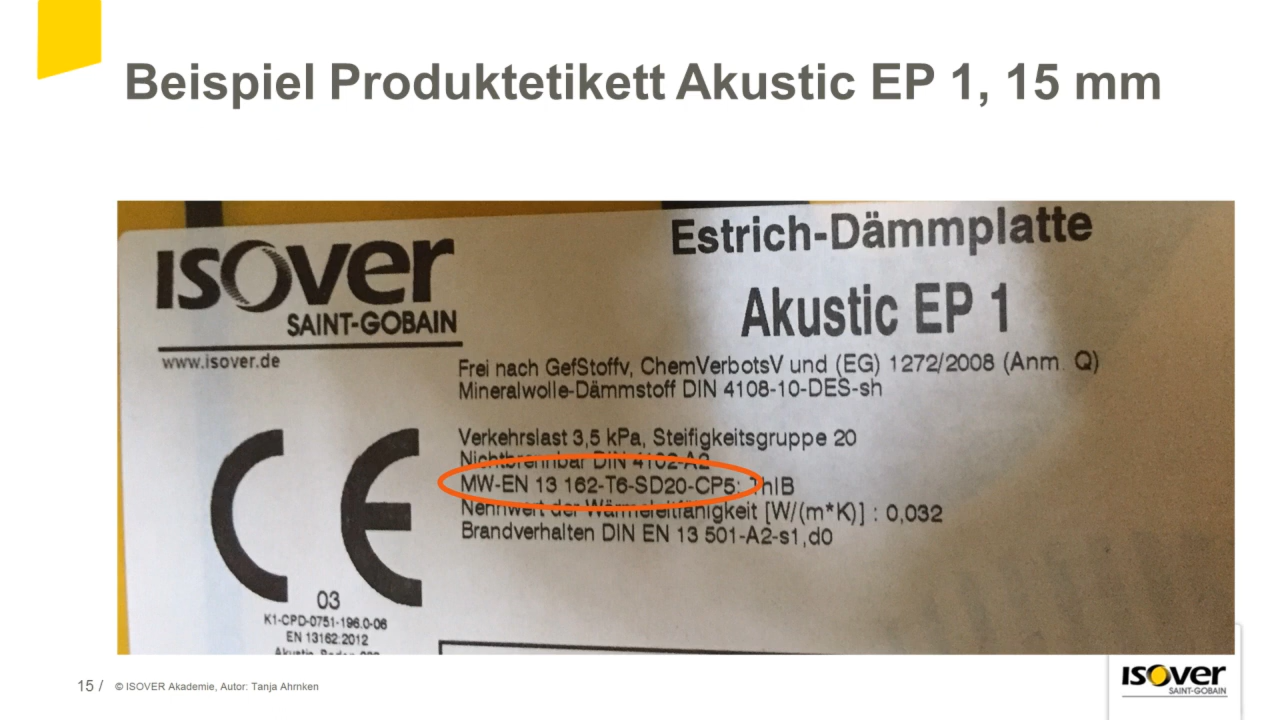 Beispiel Produktetikett Akustic EP 1, 15 mm
ISOVER
SAINT-GOBAIN
www.isover.de
Estrich-Dämmplatte
Akustic EP 1
Frei nach GefStoffv, ChemVerbotsV und (EG) 1272/2008 (Anm. Q)
Mineralwolle-Dämmstoff DIN 4108-10-DES-sh
Verkehrslast 3,5 kPa, Steifigkeitsgruppe 20
Nichtbrennbar DIN 4102-A2
MW-EN 13 162-T6-SD20-CP5: ThIB
Nennwert der Wärmeleitfähigkeit [W/(m*K)] : 0,032
Brandverhalten DIN EN 13 501-A2-s1,d0
CE
03
K1-CPD-0751-196.0-06
EN 13162:2012
Akustic
15 / © ISOVER Akademie, Autor: Tanja Ahrnken
ISOVER
SAINT-GOBAIN